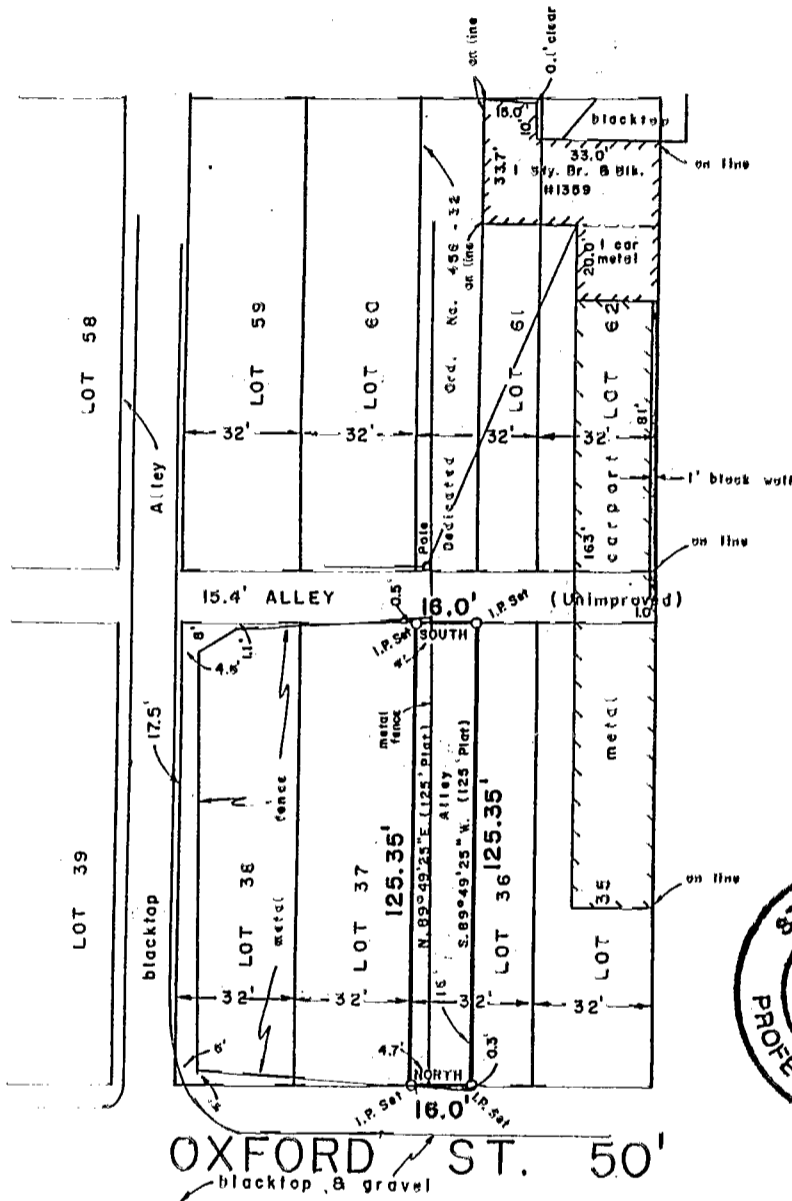 on line
0.1' clear
15.0'
10'
blacktop
33.0'
on line
33.7'
1 Sty. Br. & Blk.
#1359
1 car
metal
20.0'
LOT 58
LOT 59
LOT 60
Ord. No. 456 - 32
on line
LOT 61
LOT 62
32'
32'
32'
32'
81'
Alley
Dedicated
Pole
carport
163'
1' block wall
on line
15.4' ALLEY
0.5'
16.0'
I.P. Set
(Unimproved)
1.0'
8'
1.1'
4.8'
I.P. Set
SOUTH
4'
17.5'
metal
fence
fence
metal
N. 89°49'25" E. (125' Plat)
Alley
S. 89°49'25" W. (125' Plat)
125.35'
125.35'
metal
LOT 39
blacktop
LOT 38
LOT 37
LOT 36
LOT 35
on line
32'
32'
16'
32'
32'
6'
4.7'
NORTH
0.3'
5'
I.P. Set
16.0'
I.P. Set
OXFORD ST. 50'
blacktop & gravel
PROFE